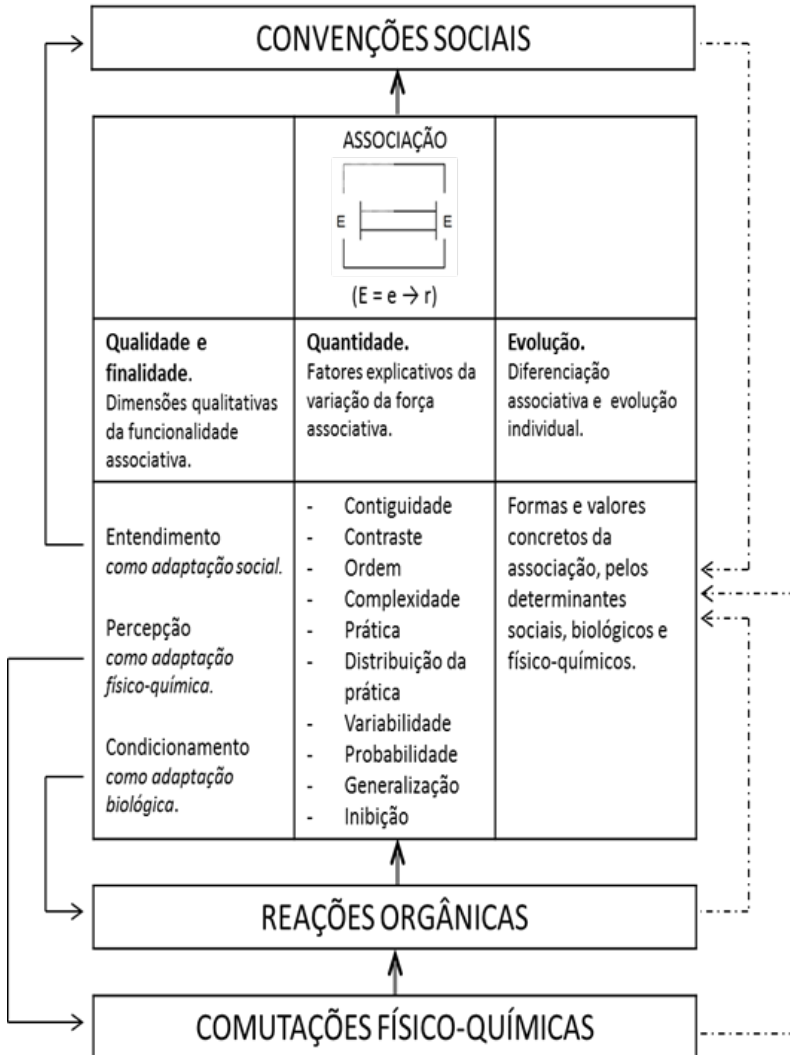 CONVENÇÕES SOCIAIS
ASSOCIAÇÃO
E E
(E = e → r)
Qualidade e
finalidade.
Dimensões qualitativas
da funcionalidade
associativa.
Quantidade.
Fatores explicativos da
variação da força
associativa.
Evolução.
Diferenciação
associativa e evolução
individual.
Entendimento
como adaptação social.
Percepção
como adaptação
físico-química.
Condicionamento
como adaptação
biológica.
- Contiguidade
- Contraste
- Ordem
- Complexidade
- Prática
- Distribuição da
prática
- Variabilidade
- Probabilidade
- Generalização
- Inibição
Formas e valores
concretos da
associação, pelos
determinantes
sociais, biológicos e
físico-químicos.
REAÇÕES ORGÂNICAS
COMUTAÇÕES FÍSICO-QUÍMICAS